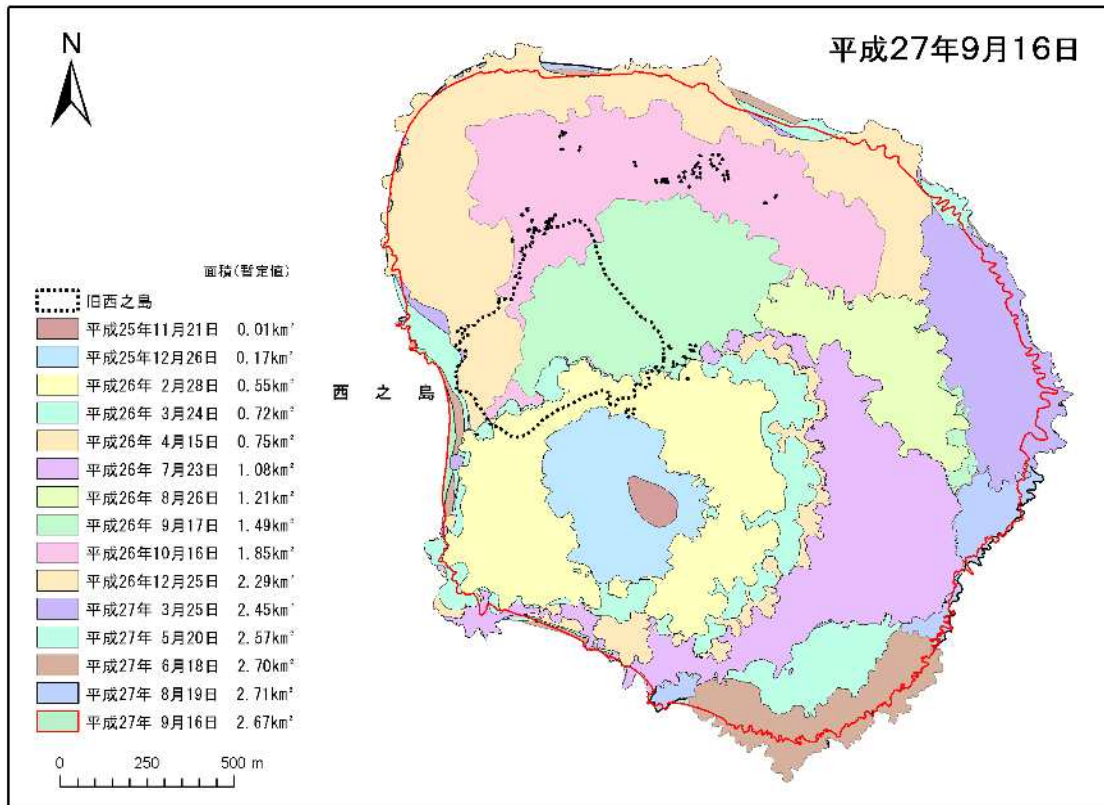 平成27年9月16日
N
面積(暫定値)
旧西之島
平成25年11月21日 0.01km²
平成25年12月26日 0.17km²
平成26年 2月28日 0.55km²
平成26年 3月24日 0.72km²
平成26年 4月15日 0.75km²
平成26年 7月23日 1.08km²
平成26年 8月26日 1.21km²
平成26年 9月17日 1.49km²
平成26年10月16日 1.85km²
平成26年12月25日 2.29km²
平成27年 3月25日 2.45km²
平成27年 5月20日 2.57km²
平成27年 6月18日 2.70km²
平成27年 8月19日 2.71km²
平成27年 9月16日 2.67km²
西之島
0 250 500 m